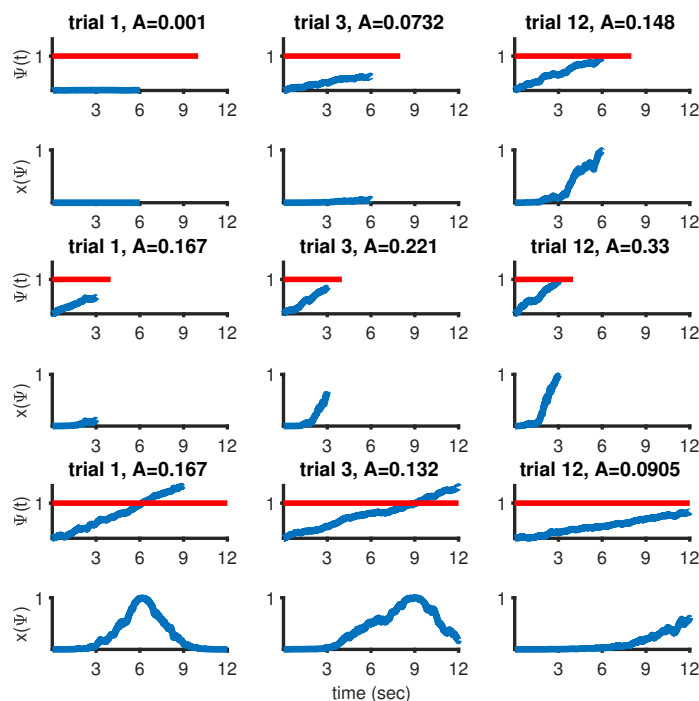 trial 1, A=0.001 trial 3, A=0.0732 trial 12, A=0.148
Ψ(t) 1 1 1
3 6 9 12 3 6 9 12 3 6 9 12
x(Ψ) 1 1 1
3 6 9 12 3 6 9 12 3 6 9 12
trial 1, A=0.167 trial 3, A=0.221 trial 12, A=0.33
Ψ(t) 1 1 1
3 6 9 12 3 6 9 12 3 6 9 12
x(Ψ) 1 1 1
3 6 9 12 3 6 9 12 3 6 9 12
trial 1, A=0.167 trial 3, A=0.132 trial 12, A=0.0905
Ψ(t) 1 1 1
3 6 9 12 3 6 9 12 3 6 9 12
x(Ψ) 1 1 1
3 6 9 12 3 6 9 12 3 6 9 12
time (sec)